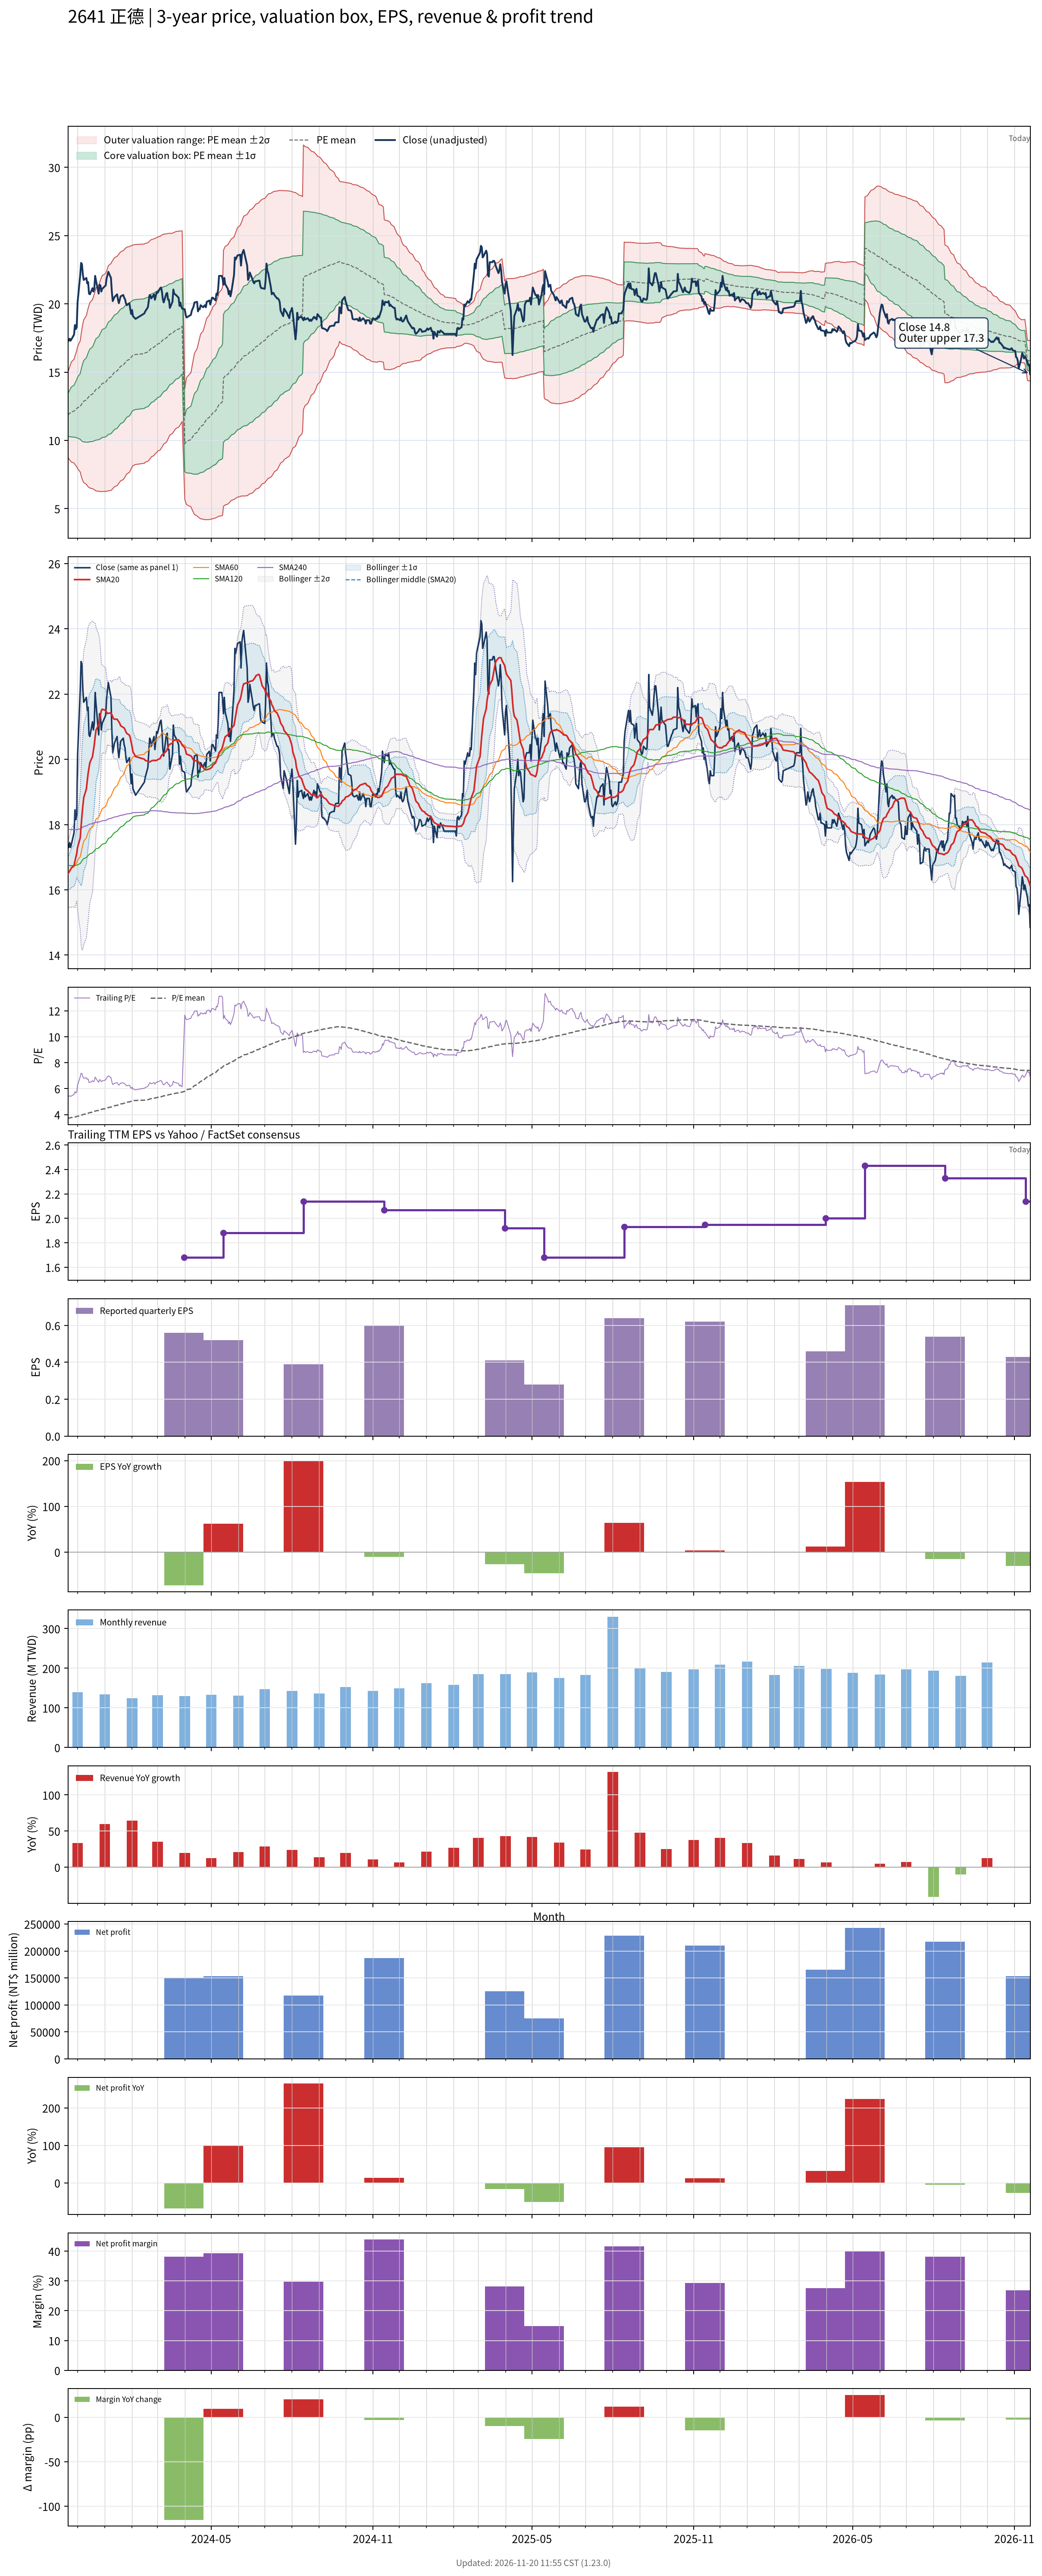 2641 正德 | 3-year price, valuation box, EPS, revenue & profit trend
Outer valuation range: PE mean ±2σ
Core valuation box: PE mean ±1σ
PE mean
Close (unadjusted)
Today
Price (TWD)
30
25
20
15
10
5
Close 14.8
Outer upper 17.3
Close (same as panel 1)
SMA20
SMA60
SMA120
SMA240
Bollinger ±2σ
Bollinger ±1σ
Bollinger middle (SMA20)
Price
26
24
22
20
18
16
14
Trailing P/E
P/E mean
P/E
12
10
8
6
4
Trailing TTM EPS vs Yahoo / FactSet consensus
Today
EPS
2.6
2.4
2.2
2.0
1.8
1.6
Reported quarterly EPS
EPS
0.6
0.4
0.2
0.0
EPS YoY growth
YoY (%)
200
100
0
Monthly revenue
Revenue (M TWD)
300
200
100
0
Revenue YoY growth
YoY (%)
100
50
0
Month
Net profit
Net profit (NT$ million)
250000
200000
150000
100000
50000
0
Net profit YoY
YoY (%)
200
100
0
Net profit margin
Margin (%)
40
30
20
10
0
Margin YoY change
Δ margin (pp)
0
-50
-100
2024-05
2024-11
2025-05
2025-11
2026-05
2026-11
Updated: 2026-11-20 11:55 CST (1.23.0)